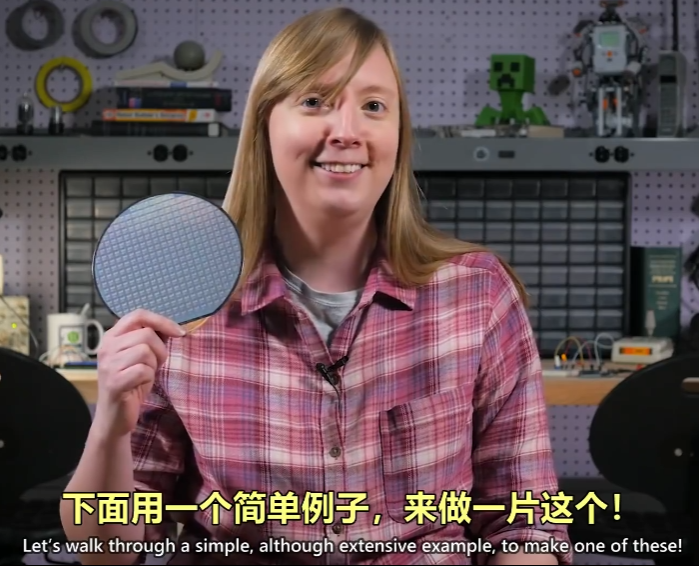 下面用一个简单例子，来做一片这个！
Let's walk through a simple, although extensive example, to make one of these!